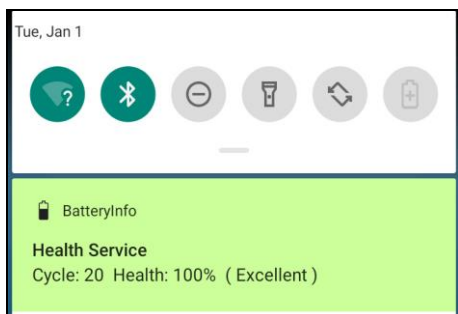 Tue, Jan 1
?
BatteryInfo
Health Service
Cycle: 20 Health: 100% ( Excellent )